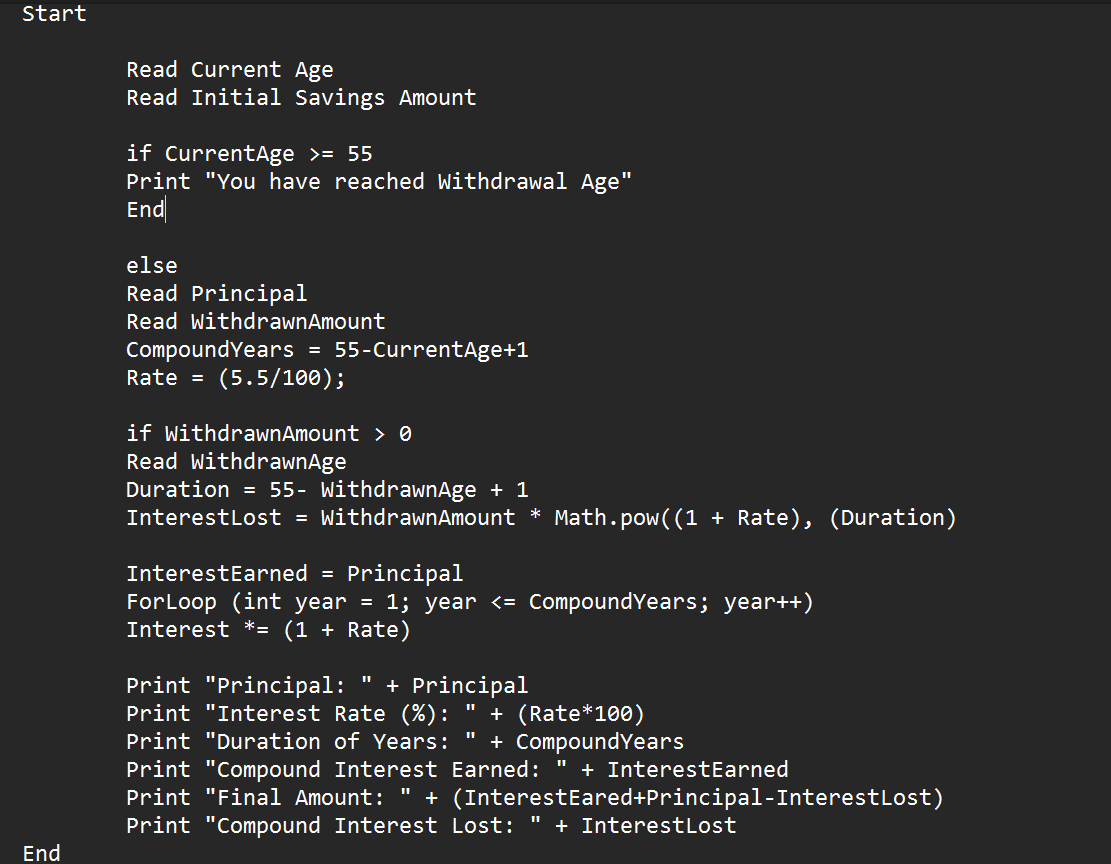 Start
Read Current Age
Read Initial Savings Amount
if CurrentAge >= 55
Print "You have reached Withdrawal Age"
End
else
Read Principal
Read WithdrawnAmount
CompoundYears = 55-CurrentAge+1
Rate = (5.5/100);
if WithdrawnAmount > 0
Read WithdrawnAge
Duration = 55- WithdrawnAge + 1
InterestLost = WithdrawnAmount * Math.pow((1 + Rate), (Duration)
InterestEarned = Principal
ForLoop (int year = 1; year <= CompoundYears; year++)
Interest *= (1 + Rate)
Print "Principal: " + Principal
Print "Interest Rate (%): " + (Rate*100)
Print "Duration of Years: " + CompoundYears
Print "Compound Interest Earned: " + InterestEarned
Print "Final Amount: " + (InterestEared+Principal-InterestLost)
Print "Compound Interest Lost: " + InterestLost
End